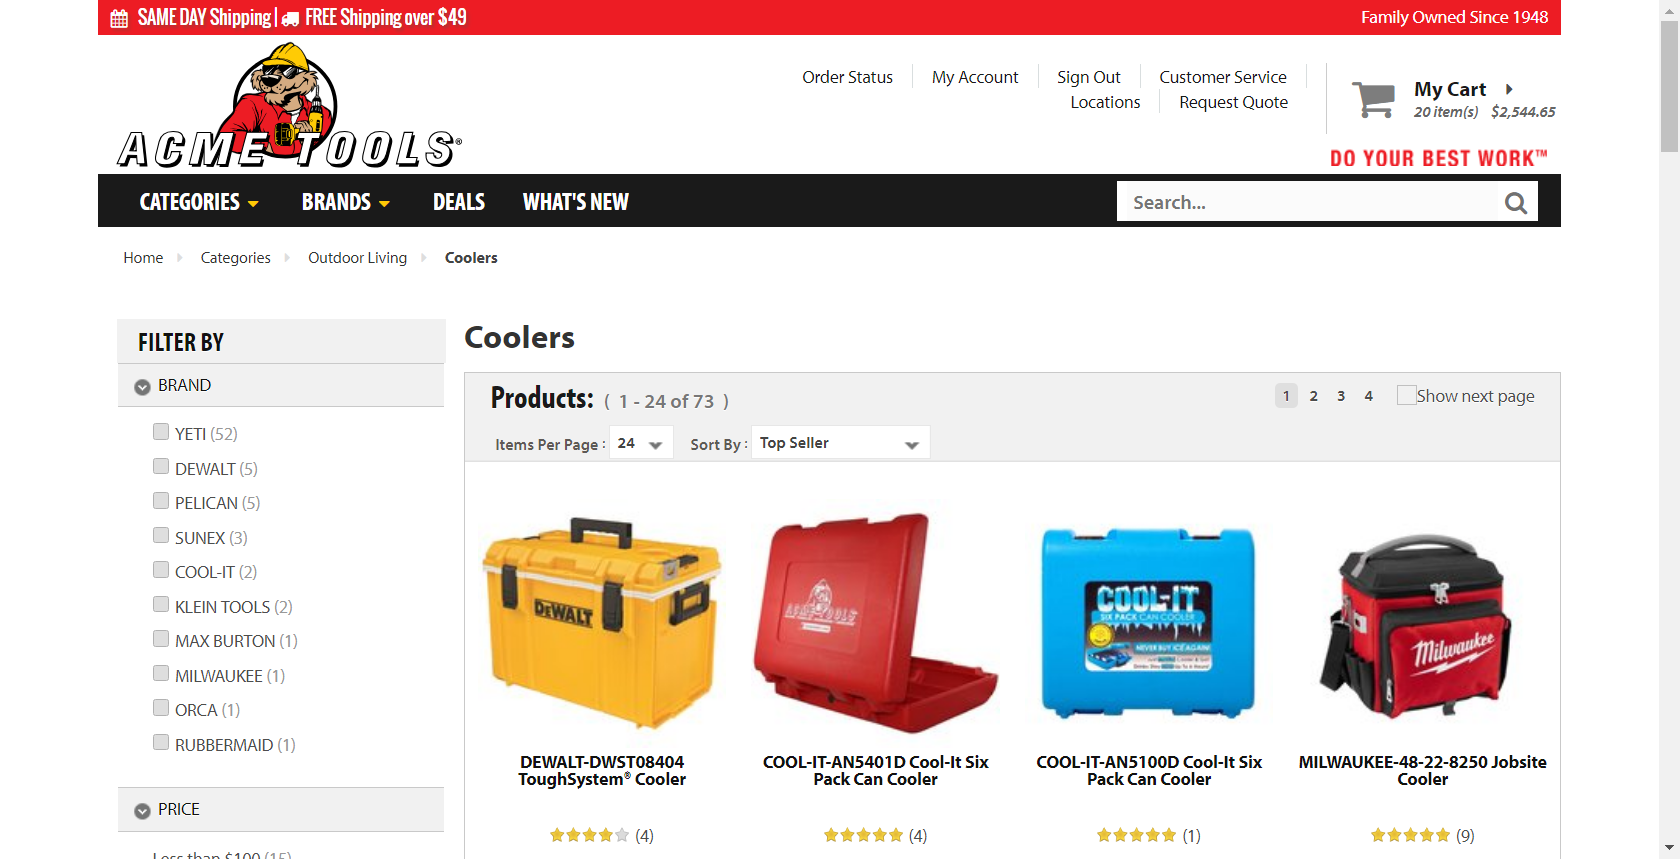 SAME DAY Shipping | FREE Shipping over $49
Family Owned Since 1948
ACME TOOLS®
Order Status
My Account
Sign Out
Customer Service
Locations
Request Quote
My Cart
20 item(s) $2,544.65
DO YOUR BEST WORK™
CATEGORIES
BRANDS
DEALS
WHAT'S NEW
Search...
Home
Categories
Outdoor Living
Coolers
FILTER BY
BRAND
YETI (52)
DEWALT (5)
PELICAN (5)
SUNEX (3)
COOL-IT (2)
KLEIN TOOLS (2)
MAX BURTON (1)
MILWAUKEE (1)
ORCA (1)
RUBBERMAID (1)
PRICE
Less than $100 (15)
Coolers
Products: ( 1 - 24 of 73 )
1 2 3 4
Show next page
Items Per Page : 24
Sort By : Top Seller
DEWALT
ACME TOOLS
COOL-IT
SIX PACK CAN COOLER
NEVER BUY ICE AGAIN!
Milwaukee
DEWALT-DWST08404
ToughSystem® Cooler
(4)
COOL-IT-AN5401D Cool-It Six
Pack Can Cooler
(4)
COOL-IT-AN5100D Cool-It Six
Pack Can Cooler
(1)
MILWAUKEE-48-22-8250 Jobsite
Cooler
(9)